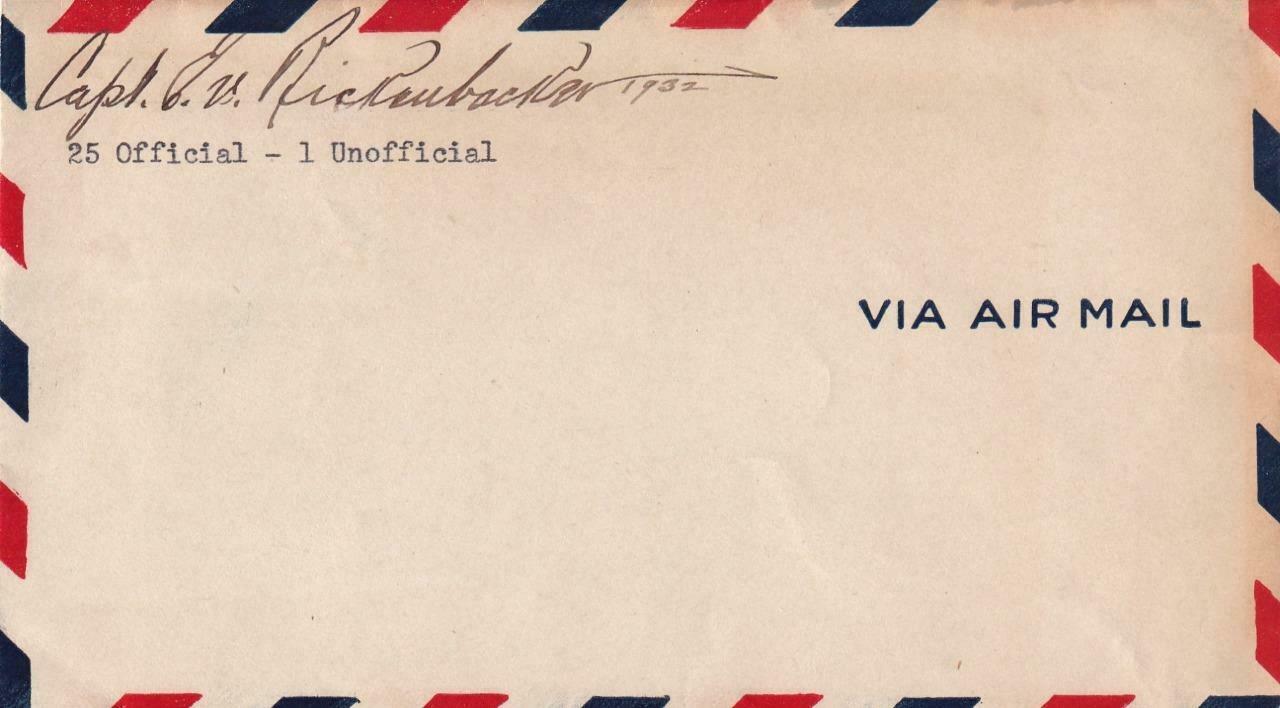 Capt. E. V. Rickenbacker 1932
25 Official - 1 Unofficial
VIA AIR MAIL